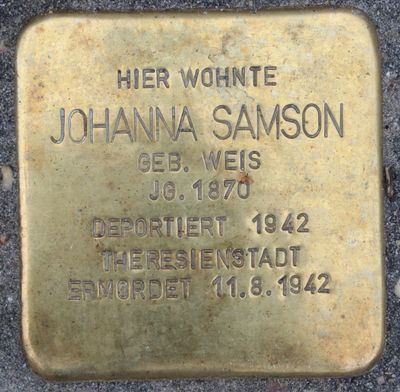 HIER WOHNTE
JOHANNA SAMSON
GEB. WEIS
JG. 1870
DEPORTIERT 1942
THERESIENSTADT
ERMORDET 11.8.1942